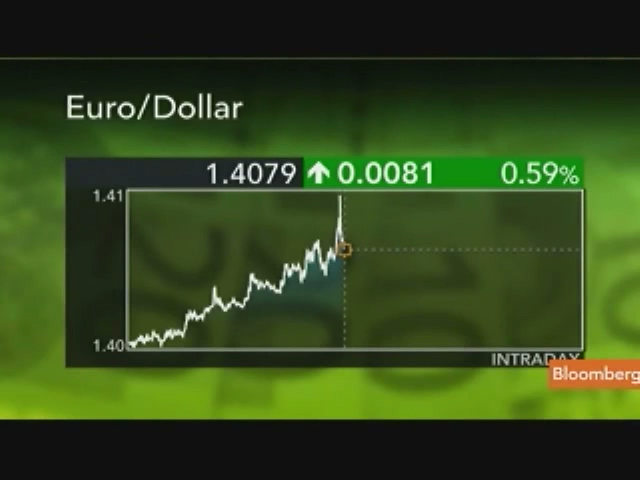 Euro/Dollar
1.4079 ↑ 0.0081 0.59%
1.41
1.40
INTRADAY
Bloomberg